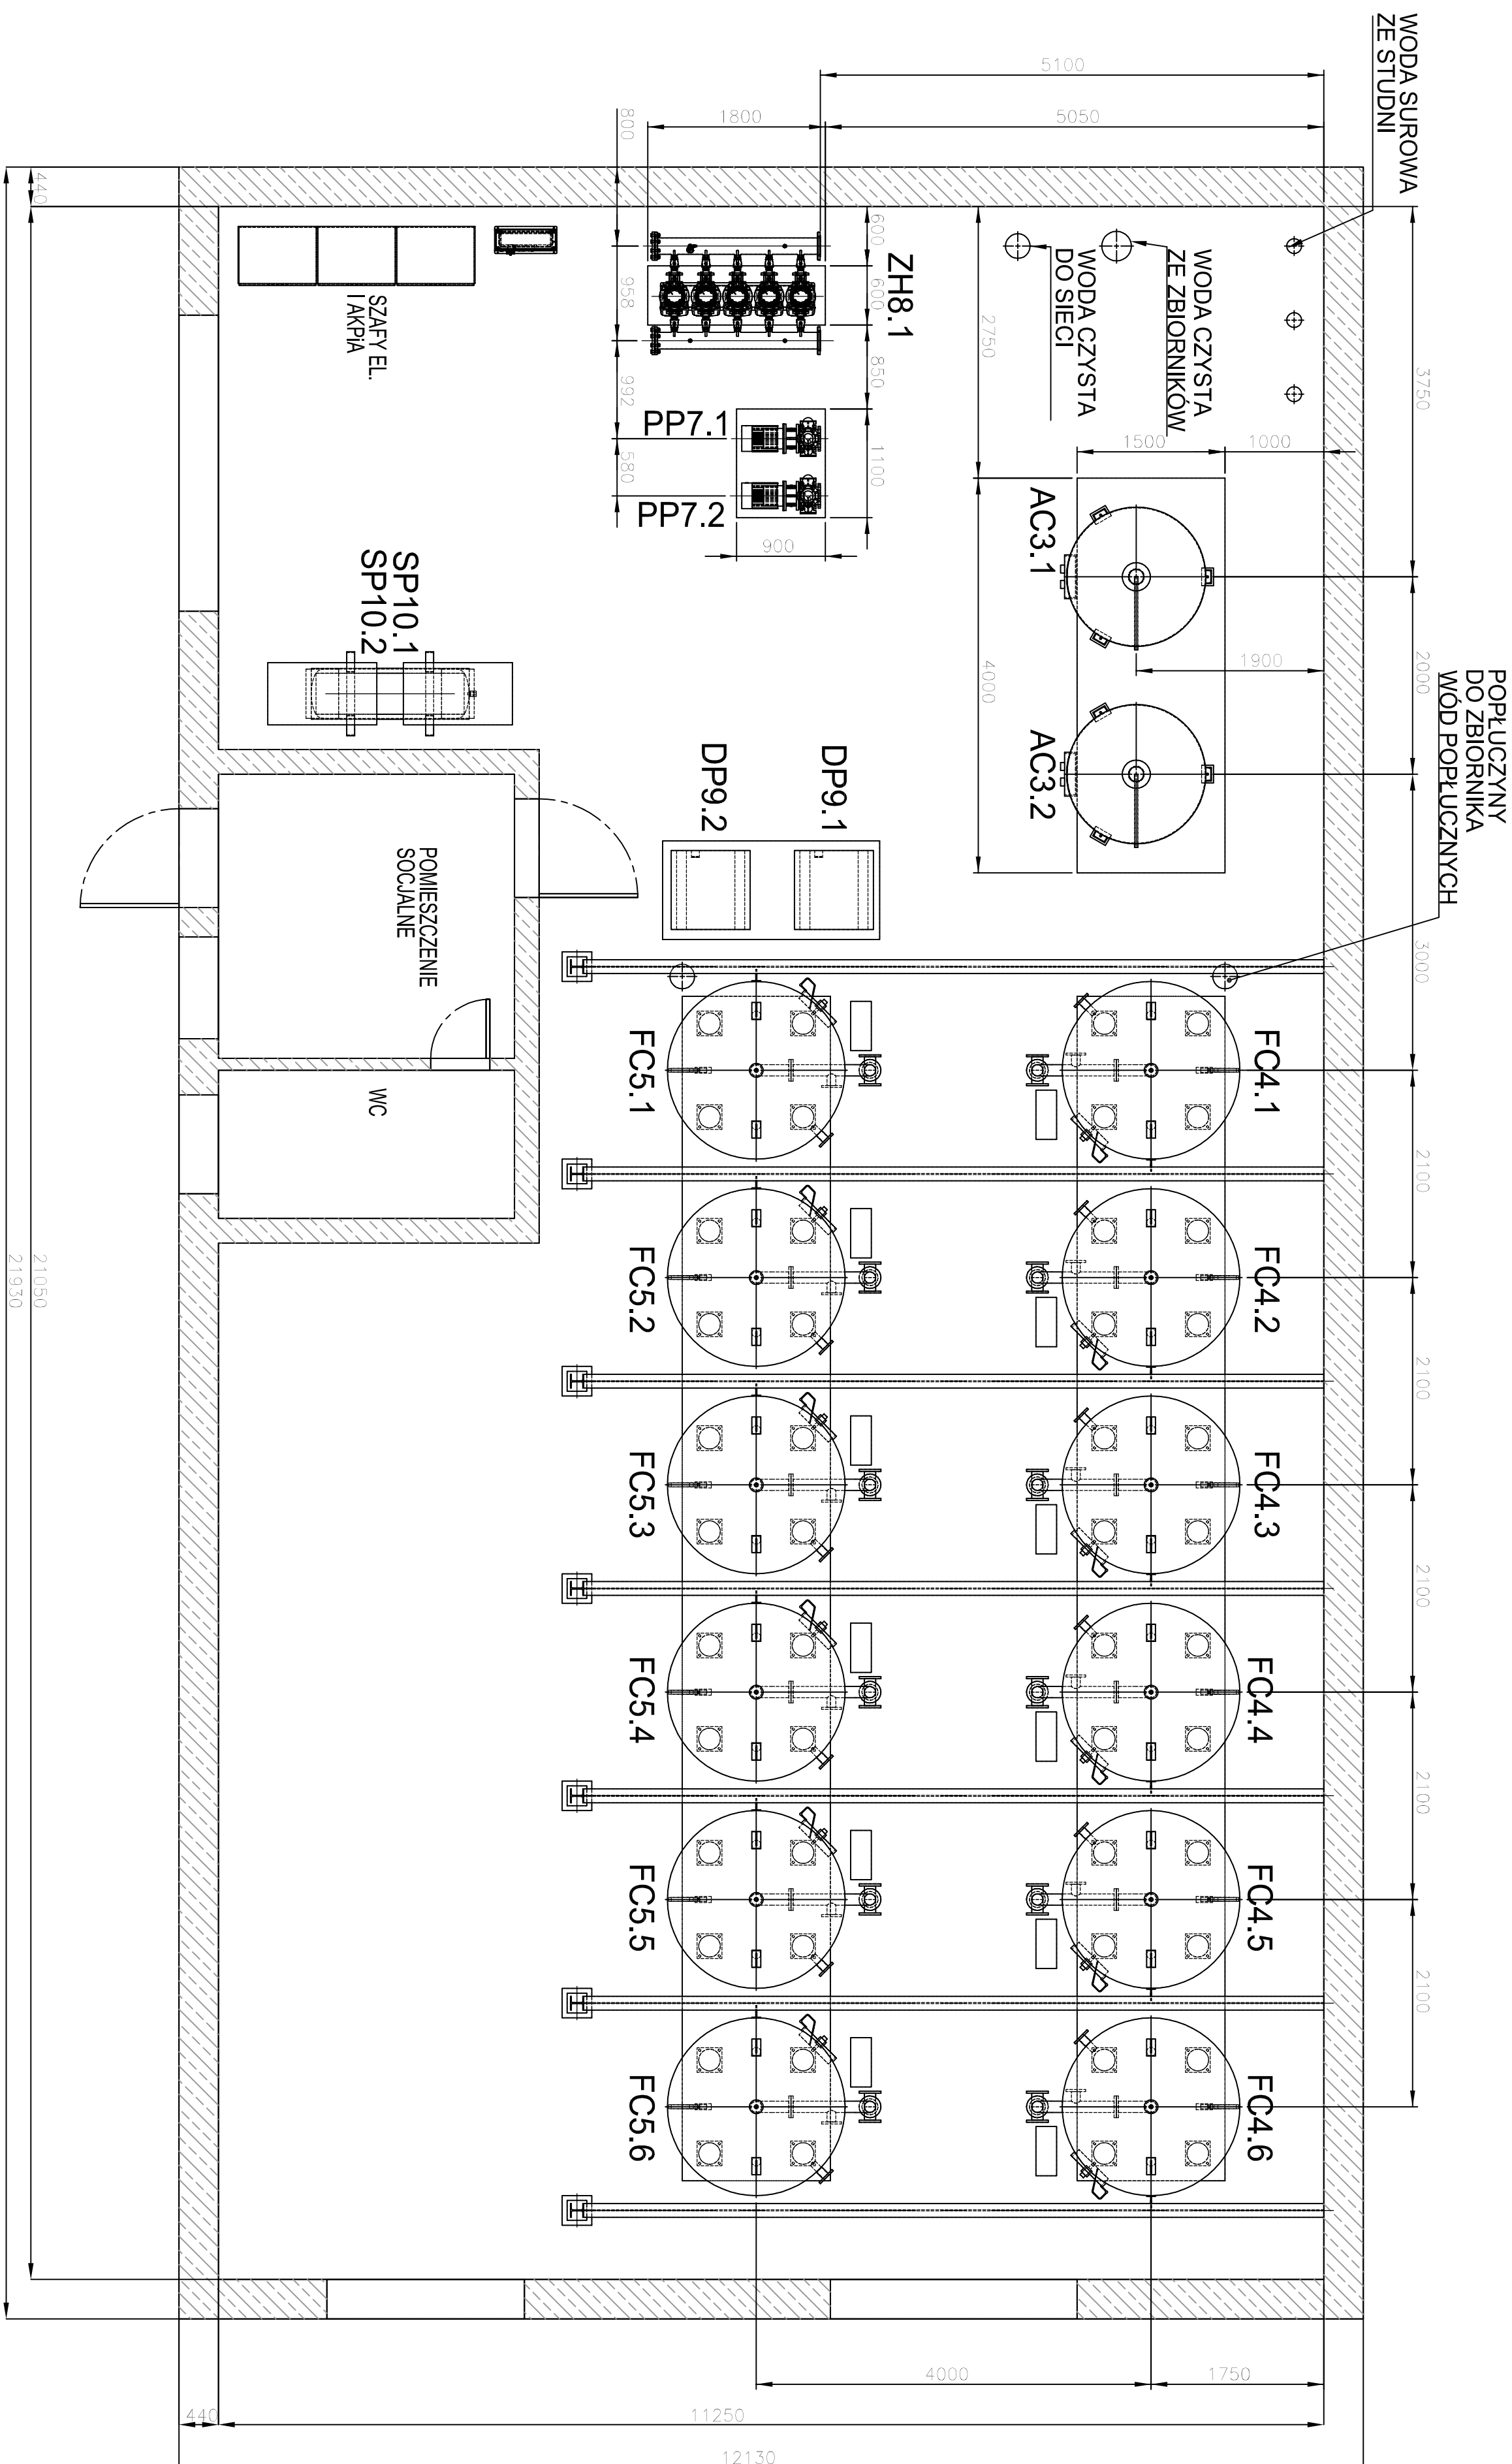 WODA SUROWA
ZE STUDNI
POPŁUCZYNY
DO ZBIORNIKA
WÓD POPŁUCZNYCH
3750
2000
3000
2100
2100
2100
2100
2100
WODA CZYSTA
ZE ZBIORNIKÓW
WODA CZYSTA
DO SIECI
5100
5050
1800
800
1500
1000
1900
2750
4000
AC3.1
AC3.2
FC4.1
FC4.2
FC4.3
FC4.4
FC4.5
FC4.6
ZH8.1
600
600
850
1100
900
958
992
580
PP7.1
PP7.2
DP9.1
DP9.2
FC5.1
FC5.2
FC5.3
FC5.4
FC5.5
FC5.6
SZAFY EL.
I AKPiA
SP10.1
SP10.2
POMIESZCZENIE
SOCJALNE
WC
440
21050
21930
4000
1750
440
11250
12130